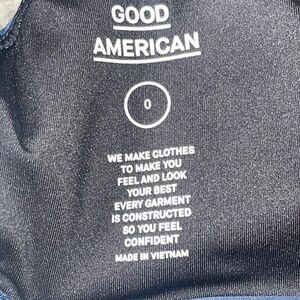 GOOD
AMERICAN
0
WE MAKE CLOTHES
TO MAKE YOU
FEEL AND LOOK
YOUR BEST
EVERY GARMENT
IS CONSTRUCTED
SO YOU FEEL
CONFIDENT
MADE IN VIETNAM